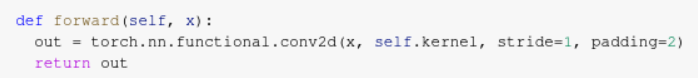 def forward(self, x):
  out = torch.nn.functional.conv2d(x, self.kernel, stride=1, padding=2)
  return out